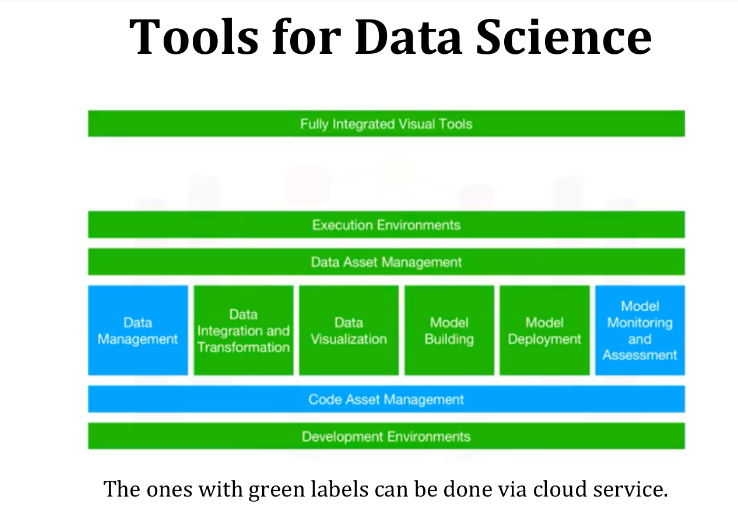 Tools for Data Science
Fully Integrated Visual Tools
Execution Environments
Data Asset Management
Data
Management
Data
Integration and
Transformation
Data
Visualization
Model
Building
Model
Deployment
Model
Monitoring
and
Assessment
Code Asset Management
Development Environments
The ones with green labels can be done via cloud service.